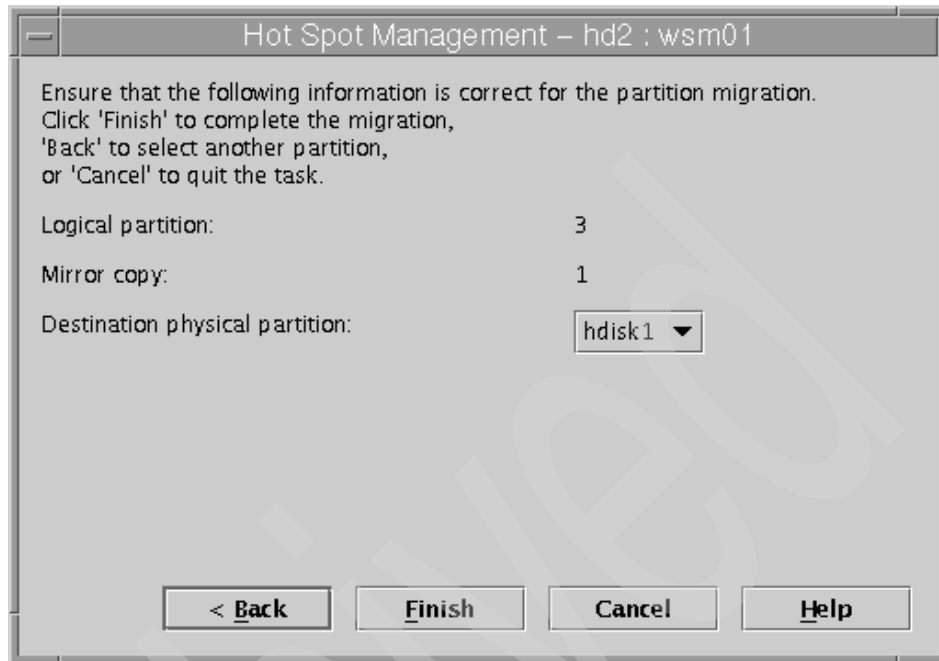 Hot Spot Management – hd2 : wsm01
Ensure that the following information is correct for the partition migration.
Click 'Finish' to complete the migration,
'Back' to select another partition,
or 'Cancel' to quit the task.
Logical partition: 3
Mirror copy: 1
Destination physical partition: hdisk1
< Back Finish Cancel Help